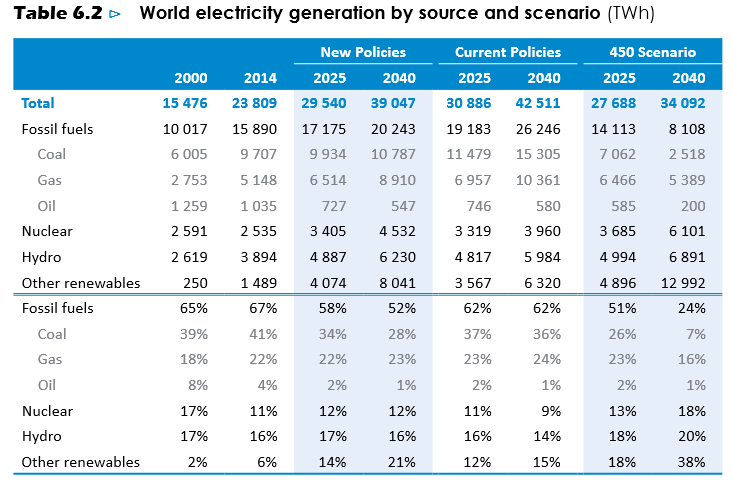 Table 6.2 ▷ World electricity generation by source and scenario (TWh)
New Policies Current Policies 450 Scenario
2000 2014 2025 2040 2025 2040 2025 2040
Total 15 476 23 809 29 540 39 047 30 886 42 511 27 688 34 092
Fossil fuels 10 017 15 890 17 175 20 243 19 183 26 246 14 113 8 108
Coal 6 005 9 707 9 934 10 787 11 479 15 305 7 062 2 518
Gas 2 753 5 148 6 514 8 910 6 957 10 361 6 466 5 389
Oil 1 259 1 035 727 547 746 580 585 200
Nuclear 2 591 2 535 3 405 4 532 3 319 3 960 3 685 6 101
Hydro 2 619 3 894 4 887 6 230 4 817 5 984 4 994 6 891
Other renewables 250 1 489 4 074 8 041 3 567 6 320 4 896 12 992
Fossil fuels 65% 67% 58% 52% 62% 62% 51% 24%
Coal 39% 41% 34% 28% 37% 36% 26% 7%
Gas 18% 22% 22% 23% 23% 24% 23% 16%
Oil 8% 4% 2% 1% 2% 1% 2% 1%
Nuclear 17% 11% 12% 12% 11% 9% 13% 18%
Hydro 17% 16% 17% 16% 16% 14% 18% 20%
Other renewables 2% 6% 14% 21% 12% 15% 18% 38%